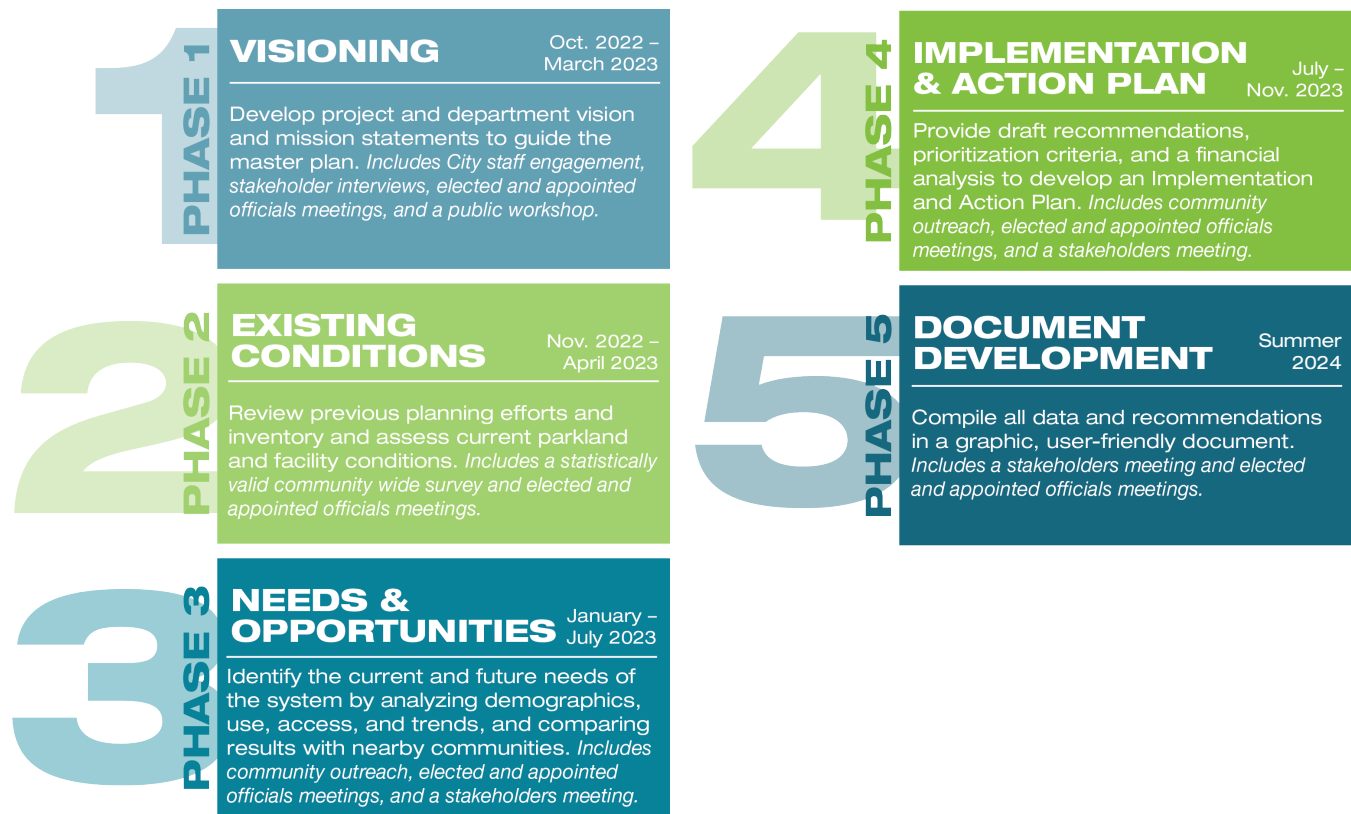 1
PHASE 1
VISIONING
Oct. 2022 –
March 2023
Develop project and department vision
and mission statements to guide the
master plan. Includes City staff engagement,
stakeholder interviews, elected and appointed
officials meetings, and a public workshop.
2
PHASE 2
EXISTING
CONDITIONS
Nov. 2022 –
April 2023
Review previous planning efforts and
inventory and assess current parkland
and facility conditions. Includes a statistically
valid community wide survey and elected and
appointed officials meetings.
3
PHASE 3
NEEDS &
OPPORTUNITIES
January –
July 2023
Identify the current and future needs of
the system by analyzing demographics,
use, access, and trends, and comparing
results with nearby communities. Includes
community outreach, elected and appointed
officials meetings, and a stakeholders meeting.
4
PHASE 4
IMPLEMENTATION
& ACTION PLAN
July –
Nov. 2023
Provide draft recommendations,
prioritization criteria, and a financial
analysis to develop an Implementation
and Action Plan. Includes community
outreach, elected and appointed officials
meetings, and a stakeholders meeting.
5
PHASE 5
DOCUMENT
DEVELOPMENT
Summer
2024
Compile all data and recommendations
in a graphic, user-friendly document.
Includes a stakeholders meeting and elected
and appointed officials meetings.